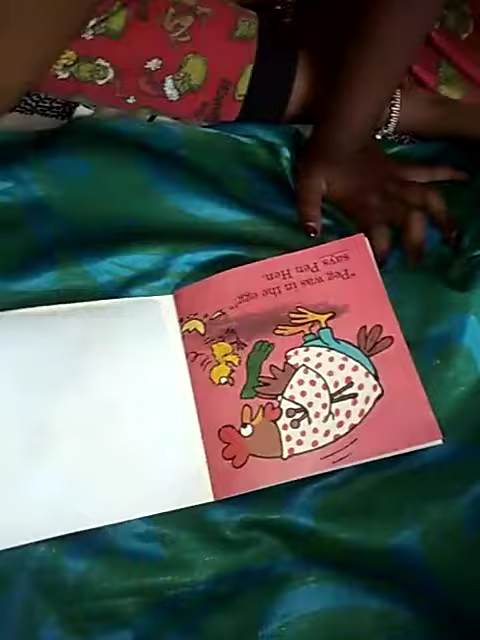 "Peg was in the egg!"
says Pen Hen.